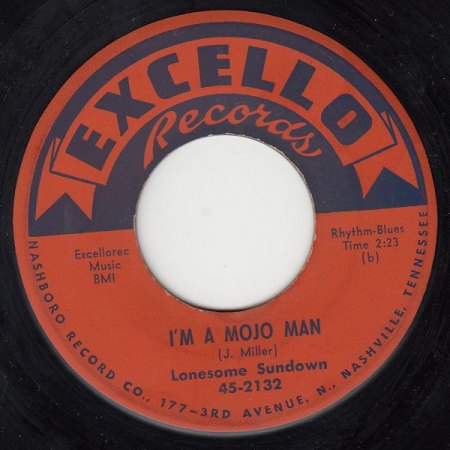 EXCELLO
Records
Excellorec
Music
BMI
Rhythm-Blues
Time 2:23
(b)
I'M A MOJO MAN
(J. Miller)
Lonesome Sundown
45-2132
NASHBORO RECORD CO., 177-3RD AVENUE, N., NASHVILLE, TENNESSEE